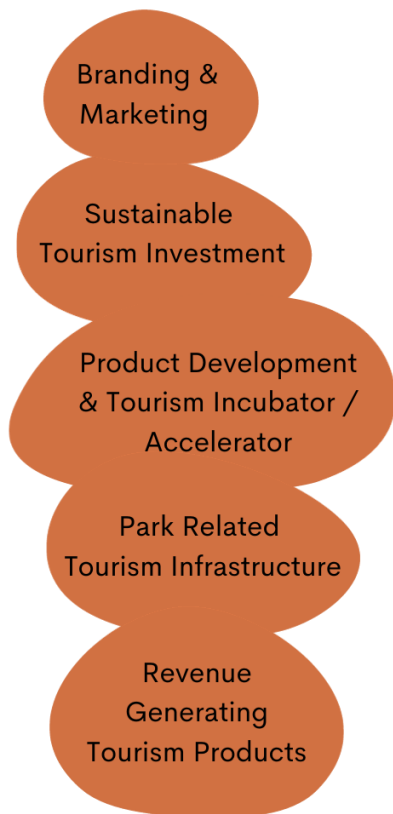 Branding &
Marketing
Sustainable
Tourism Investment
Product Development
& Tourism Incubator /
Accelerator
Park Related
Tourism Infrastructure
Revenue
Generating
Tourism Products